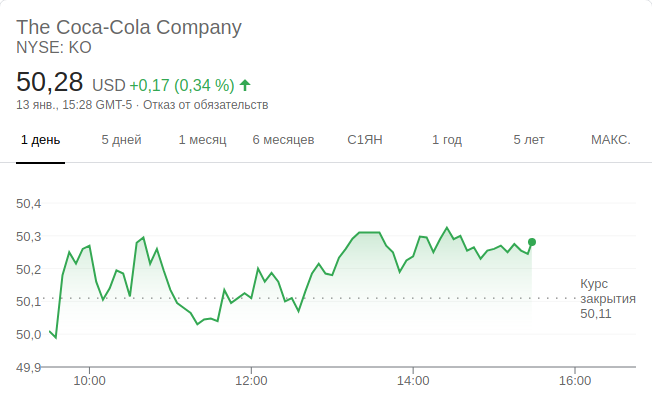 The Coca-Cola Company
NYSE: KO
50,28 USD +0,17 (0,34 %)
13 янв., 15:28 GMT-5 · Отказ от обязательств
1 день 5 дней 1 месяц 6 месяцев С1ЯН 1 год 5 лет МАКС.
50,4
50,3
50,2
50,1
50,0
49,9
Курс
закрытия
50,11
10:00 12:00 14:00 16:00